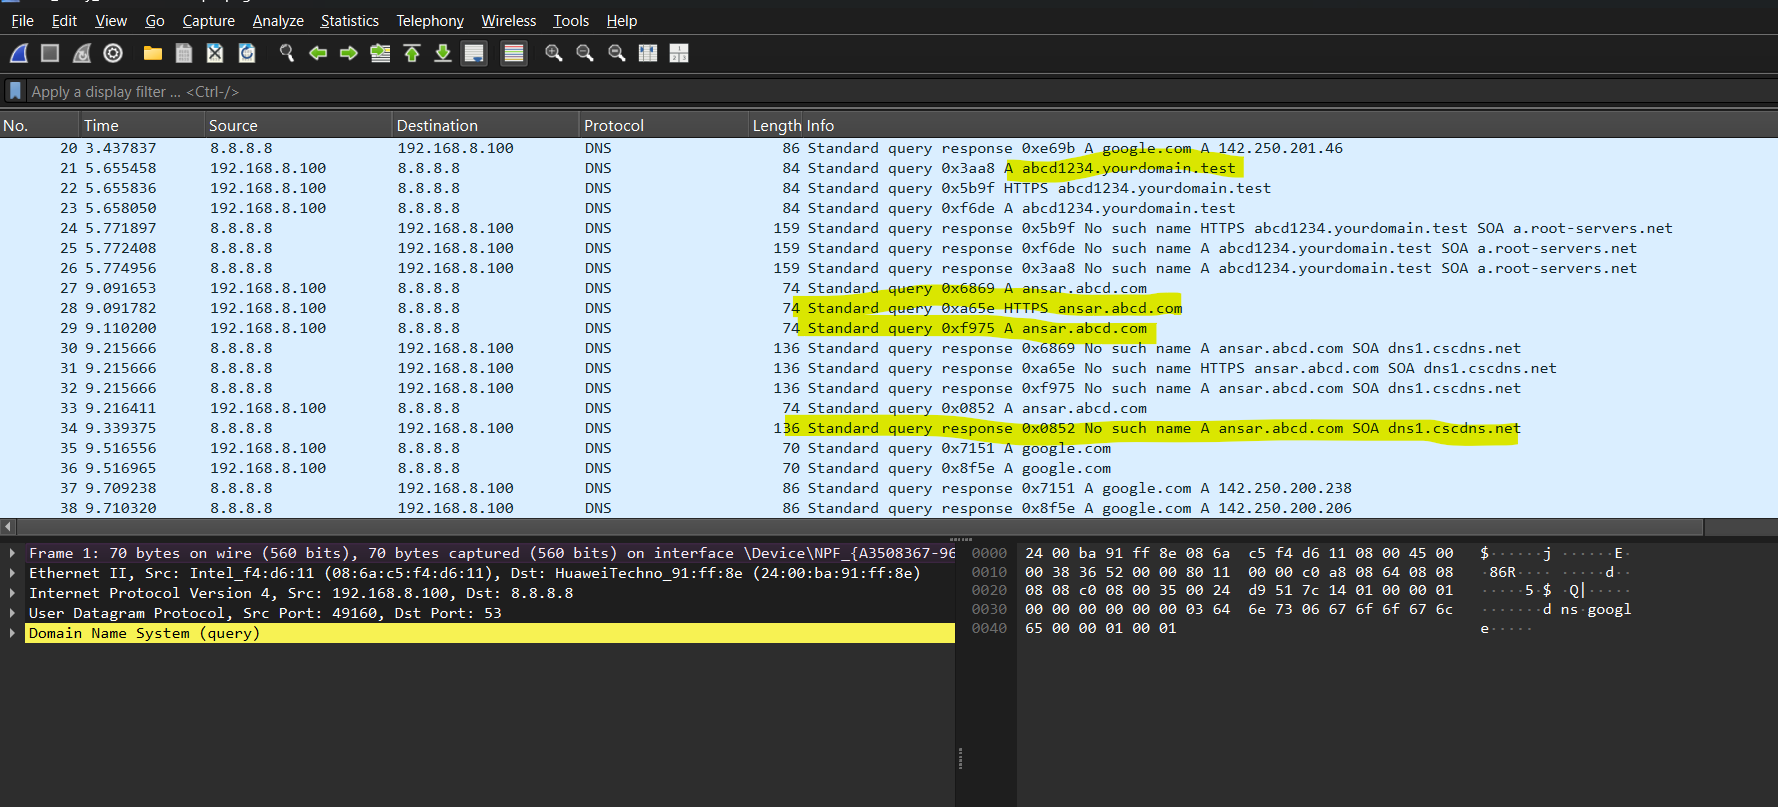 File Edit View Go Capture Analyze Statistics Telephony Wireless Tools Help
Apply a display filter ... <Ctrl-/>
No. Time Source Destination Protocol Length Info
20 3.437837 8.8.8.8 192.168.8.100 DNS 86 Standard query response 0xe69b A google.com A 142.250.201.46
21 5.655458 192.168.8.100 8.8.8.8 DNS 84 Standard query 0x3aa8 A abcd1234.yourdomain.test
22 5.655836 192.168.8.100 8.8.8.8 DNS 84 Standard query 0x5b9f HTTPS abcd1234.yourdomain.test
23 5.658050 192.168.8.100 8.8.8.8 DNS 84 Standard query 0xf6de A abcd1234.yourdomain.test
24 5.771897 8.8.8.8 192.168.8.100 DNS 159 Standard query response 0x5b9f No such name HTTPS abcd1234.yourdomain.test SOA a.root-servers.net
25 5.772408 8.8.8.8 192.168.8.100 DNS 159 Standard query response 0xf6de No such name A abcd1234.yourdomain.test SOA a.root-servers.net
26 5.774956 8.8.8.8 192.168.8.100 DNS 159 Standard query response 0x3aa8 No such name A abcd1234.yourdomain.test SOA a.root-servers.net
27 9.091653 192.168.8.100 8.8.8.8 DNS 74 Standard query 0x6869 A ansar.abcd.com
28 9.091782 192.168.8.100 8.8.8.8 DNS 74 Standard query 0xa65e HTTPS ansar.abcd.com
29 9.110200 192.168.8.100 8.8.8.8 DNS 74 Standard query 0xf975 A ansar.abcd.com
30 9.215666 8.8.8.8 192.168.8.100 DNS 136 Standard query response 0x6869 No such name A ansar.abcd.com SOA dns1.cscdns.net
31 9.215666 8.8.8.8 192.168.8.100 DNS 136 Standard query response 0xa65e No such name HTTPS ansar.abcd.com SOA dns1.cscdns.net
32 9.215666 8.8.8.8 192.168.8.100 DNS 136 Standard query response 0xf975 No such name A ansar.abcd.com SOA dns1.cscdns.net
33 9.216411 192.168.8.100 8.8.8.8 DNS 74 Standard query 0x0852 A ansar.abcd.com
34 9.339375 8.8.8.8 192.168.8.100 DNS 136 Standard query response 0x0852 No such name A ansar.abcd.com SOA dns1.cscdns.net
35 9.516556 192.168.8.100 8.8.8.8 DNS 70 Standard query 0x7151 A google.com
36 9.516965 192.168.8.100 8.8.8.8 DNS 70 Standard query 0x8f5e A google.com
37 9.709238 8.8.8.8 192.168.8.100 DNS 86 Standard query response 0x7151 A google.com A 142.250.200.238
38 9.710320 8.8.8.8 192.168.8.100 DNS 86 Standard query response 0x8f5e A google.com A 142.250.200.206
Frame 1: 70 bytes on wire (560 bits), 70 bytes captured (560 bits) on interface \Device\NPF_{A3508367-96
Ethernet II, Src: Intel_f4:d6:11 (08:6a:c5:f4:d6:11), Dst: HuaweiTechno_91:ff:8e (24:00:ba:91:ff:8e)
Internet Protocol Version 4, Src: 192.168.8.100, Dst: 8.8.8.8
User Datagram Protocol, Src Port: 49160, Dst Port: 53
Domain Name System (query)
0000 24 00 ba 91 ff 8e 08 6a c5 f4 d6 11 08 00 45 00 $······j ······E·
0010 00 38 36 52 00 00 80 11 00 00 c0 a8 08 64 08 08 ·86R···· ·····d··
0020 08 08 c0 08 00 35 00 24 d9 51 7c 14 01 00 00 01 ·····5·$ ·Q|·····
0030 00 00 00 00 00 00 03 64 6e 73 06 67 6f 6f 67 6c ·······d ns·googl
0040 65 00 00 01 00 01 e·····